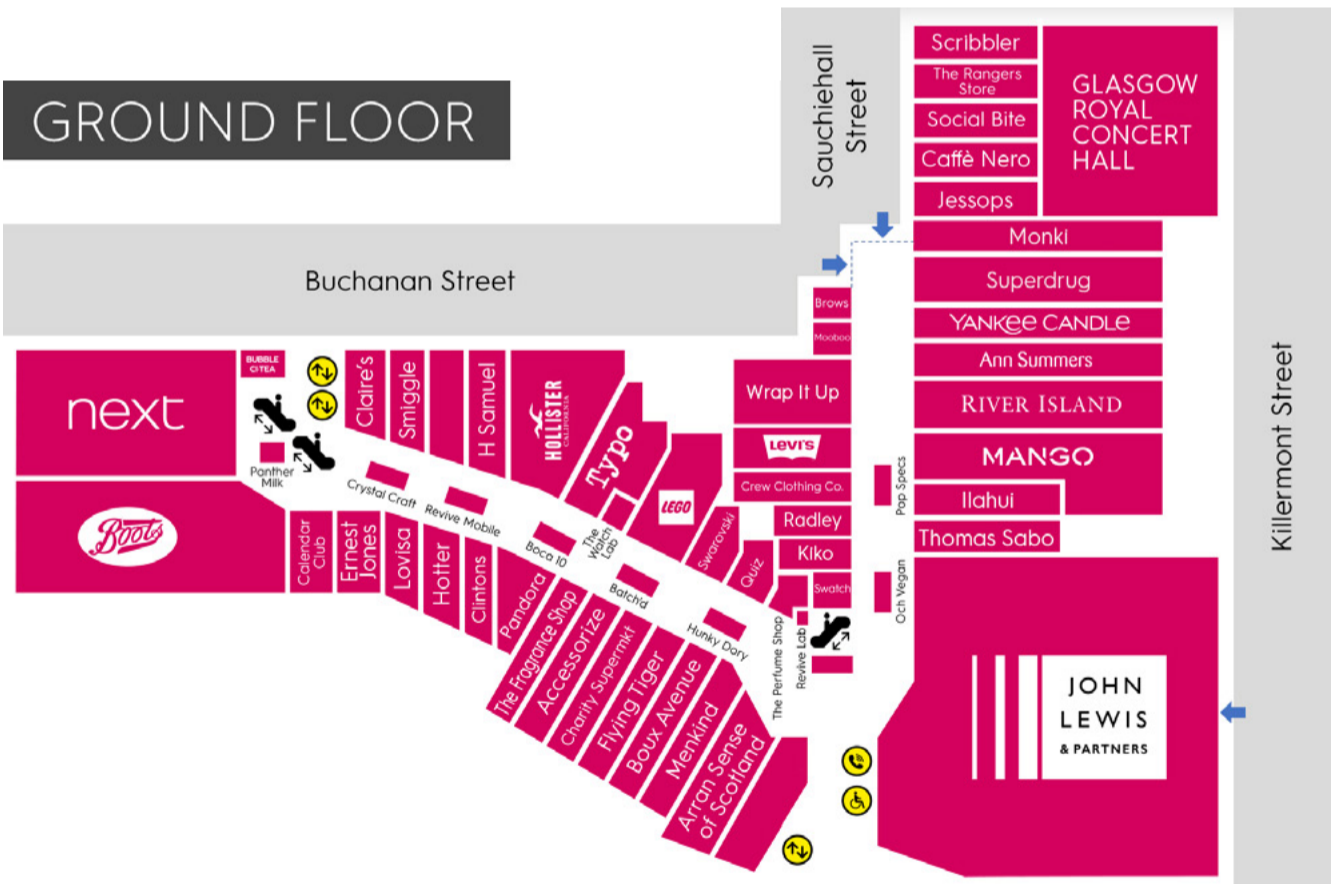 GROUND FLOOR
Sauchiehall
Street
Buchanan Street
Killermont Street
Scribbler
The Rangers
Store
Social Bite
Caffè Nero
Jessops
GLASGOW
ROYAL
CONCERT
HALL
Monki
Superdrug
YANKEE CANDLE
Ann Summers
RIVER ISLAND
MANGO
Ilahui
Thomas Sabo
JOHN
LEWIS
& PARTNERS
Brows
Mooboo
Wrap It Up
LEVI'S
Crew Clothing Co.
Radley
Kiko
Swatch
Pop Specs
Och Vegan
next
BUBBLE
CITEA
Panther
Milk
Boots
Claire's
Smiggle
H Samuel
HOLLISTER
CALIFORNIA
Typo
The
Watch
Lab
LEGO
Swarovski
Quiz
The Perfume Shop
Revive Lab
Crystal Craft
Revive Mobile
Boca 10
Batch'd
Hunky Dory
Calendar
Club
Ernest
Jones
Lovisa
Hotter
Clintons
Pandora
The Fragrance Shop
Accessorize
Charity Supermkt
Flying Tiger
Boux Avenue
Menkind
Arran Sense
of Scotland